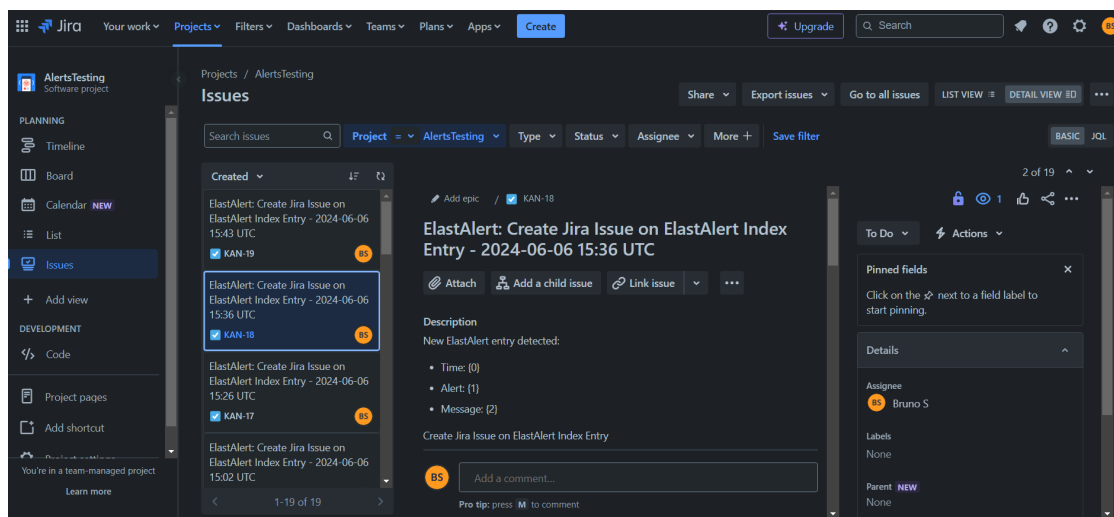 Jira
Your work
Projects
Filters
Dashboards
Teams
Plans
Apps
Create
Upgrade
Search
BS
AlertsTesting
Software project
PLANNING
Timeline
Board
Calendar NEW
List
Issues
Add view
DEVELOPMENT
Code
Project pages
Add shortcut
You're in a team-managed project
Learn more
Projects / AlertsTesting
Issues
Share
Export issues
Go to all issues
LIST VIEW
DETAIL VIEW
Search issues
Project = AlertsTesting
Type
Status
Assignee
More +
Save filter
BASIC
JQL
Created
ElastAlert: Create Jira Issue on
ElastAlert Index Entry - 2024-06-06
15:43 UTC
KAN-19
BS
ElastAlert: Create Jira Issue on
ElastAlert Index Entry - 2024-06-06
15:36 UTC
KAN-18
BS
ElastAlert: Create Jira Issue on
ElastAlert Index Entry - 2024-06-06
15:26 UTC
KAN-17
BS
ElastAlert: Create Jira Issue on
ElastAlert Index Entry - 2024-06-06
15:02 UTC
1-19 of 19
2 of 19
Add epic / KAN-18
1
ElastAlert: Create Jira Issue on ElastAlert Index
Entry - 2024-06-06 15:36 UTC
Attach
Add a child issue
Link issue
Description
New ElastAlert entry detected:
• Time: {0}
• Alert: {1}
• Message: {2}
Create Jira Issue on ElastAlert Index Entry
BS
Add a comment...
Pro tip: press M to comment
To Do
Actions
Pinned fields
Click on the next to a field label to
start pinning.
Details
Assignee
BS Bruno S
Labels
None
Parent NEW
None